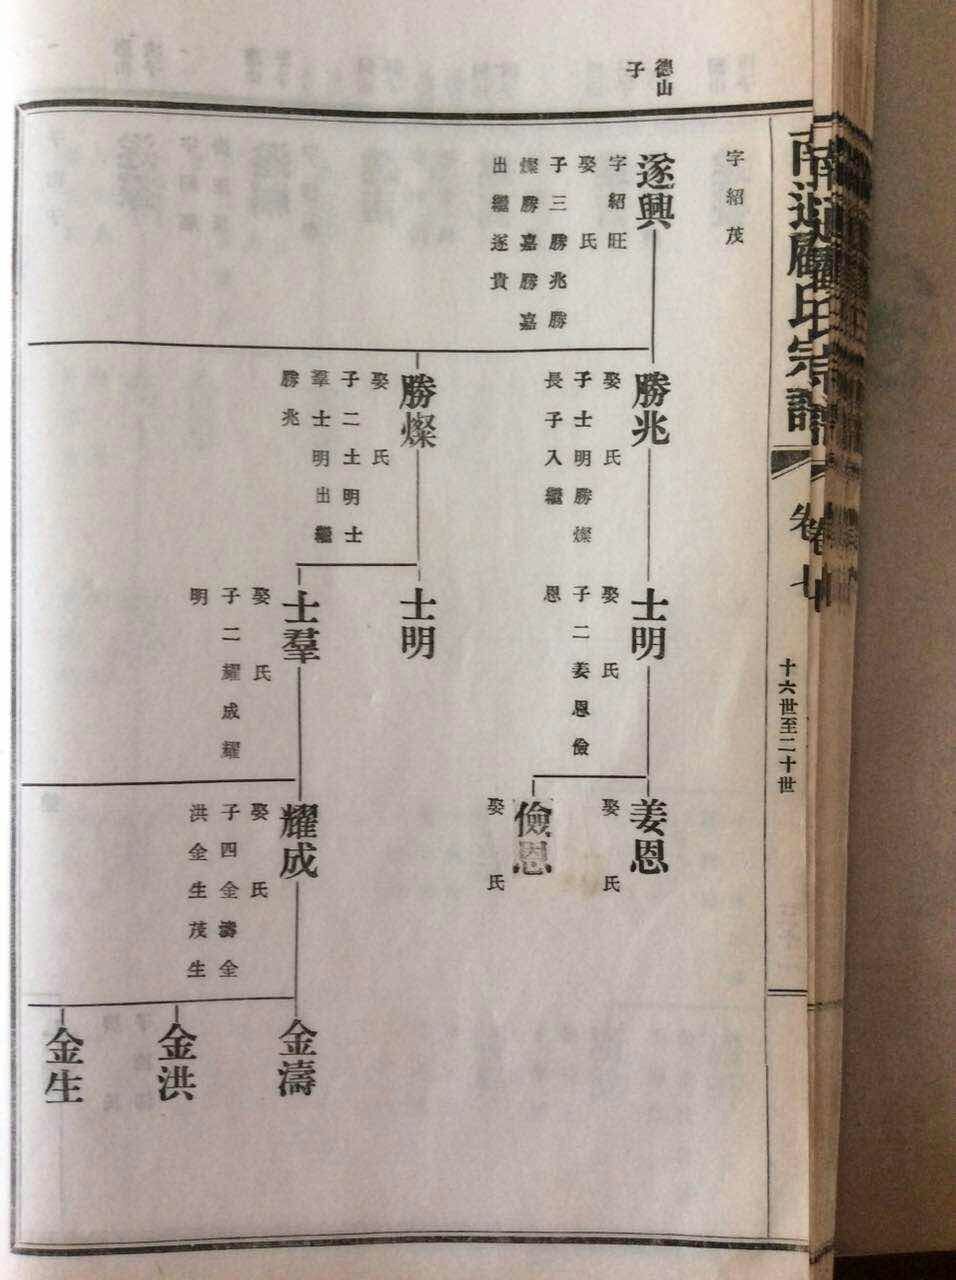 德山
子
字紹茂
遂興
字紹旺
娶氏
子三勝兆勝
燦勝嘉勝嘉
出繼遂貴
勝兆
娶氏
子士明勝燦
長子入繼
勝燦
娶氏
子二士明士
羣士明出繼
勝兆
士明
娶氏
子二姜恩儉
恩
士明
士羣
娶氏
子二耀成耀
明
姜恩
娶氏
儉恩
娶氏
耀成
娶氏
子四金濤金
洪金生茂生
金濤
金洪
金生
氏宗譜
十六世至二十世